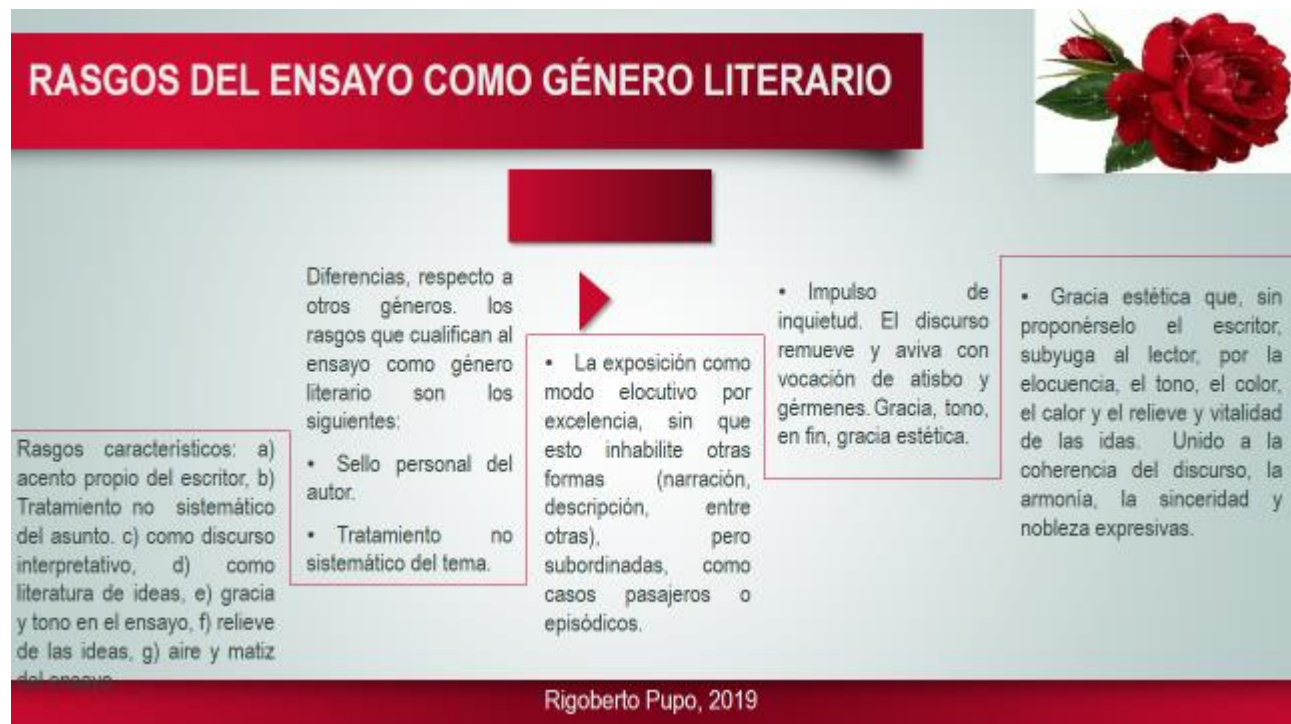 RASGOS DEL ENSAYO COMO GÉNERO LITERARIO
Rasgos característicos: a)
acento propio del escritor, b)
Tratamiento no sistemático
del asunto. c) como discurso
interpretativo, d) como
literatura de ideas, e) gracia
y tono en el ensayo, f) relieve
de las ideas, g) aire y matiz
del ensayo
Diferencias, respecto a
otros géneros. los
rasgos que cualifican al
ensayo como género
literario son los
siguientes:
• Sello personal del
autor.
• Tratamiento no
sistemático del tema.
• La exposición como
modo elocutivo por
excelencia, sin que
esto inhabilite otras
formas (narración,
descripción, entre
otras), pero
subordinadas, como
casos pasajeros o
episódicos.
• Impulso de
inquietud. El discurso
remueve y aviva con
vocación de atisbo y
gérmenes. Gracia, tono,
en fin, gracia estética.
• Gracia estética que, sin
proponérselo el escritor,
subyuga al lector, por la
elocuencia, el tono, el color,
el calor y el relieve y vitalidad
de las idas. Unido a la
coherencia del discurso, la
armonía, la sinceridad y
nobleza expresivas.
Rigoberto Pupo, 2019